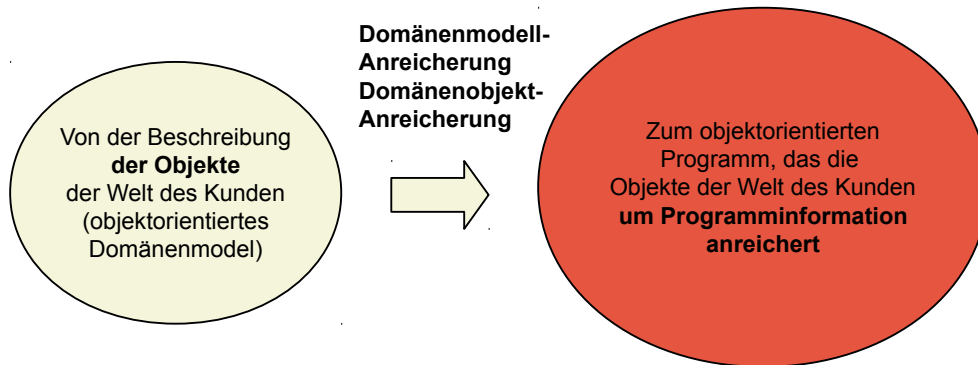 Domänenmodell-
Anreicherung
Domänenobjekt-
Anreicherung
Von der Beschreibung
der Objekte
der Welt des Kunden
(objektorientiertes
Domänenmodel)
Zum objektorientierten
Programm, das die
Objekte der Welt des Kunden
um Programminformation
anreichert